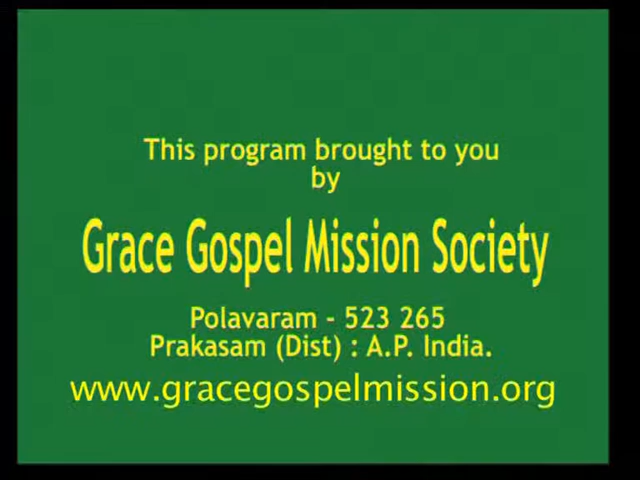 This program brought to you
by
Grace Gospel Mission Society
Polavaram - 523 265
Prakasam (Dist) : A.P. India.
www.gracegospelmission.org